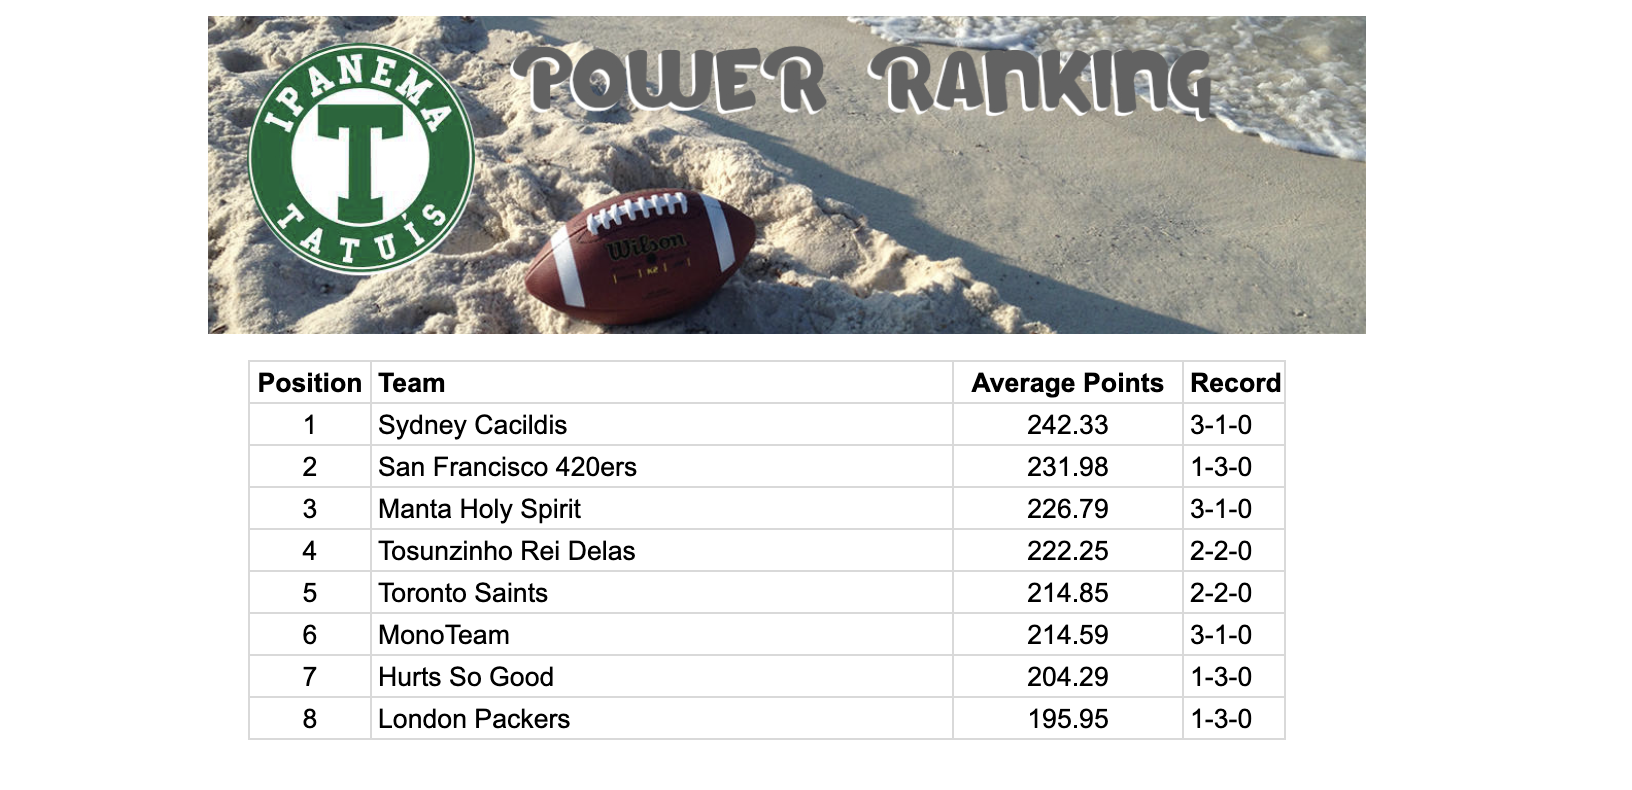 IPANEMA
T
TATUÍS
POWER RANKING
Wilson
K2
Position Team Average Points Record
1 Sydney Cacildis 242.33 3-1-0
2 San Francisco 420ers 231.98 1-3-0
3 Manta Holy Spirit 226.79 3-1-0
4 Tosunzinho Rei Delas 222.25 2-2-0
5 Toronto Saints 214.85 2-2-0
6 MonoTeam 214.59 3-1-0
7 Hurts So Good 204.29 1-3-0
8 London Packers 195.95 1-3-0